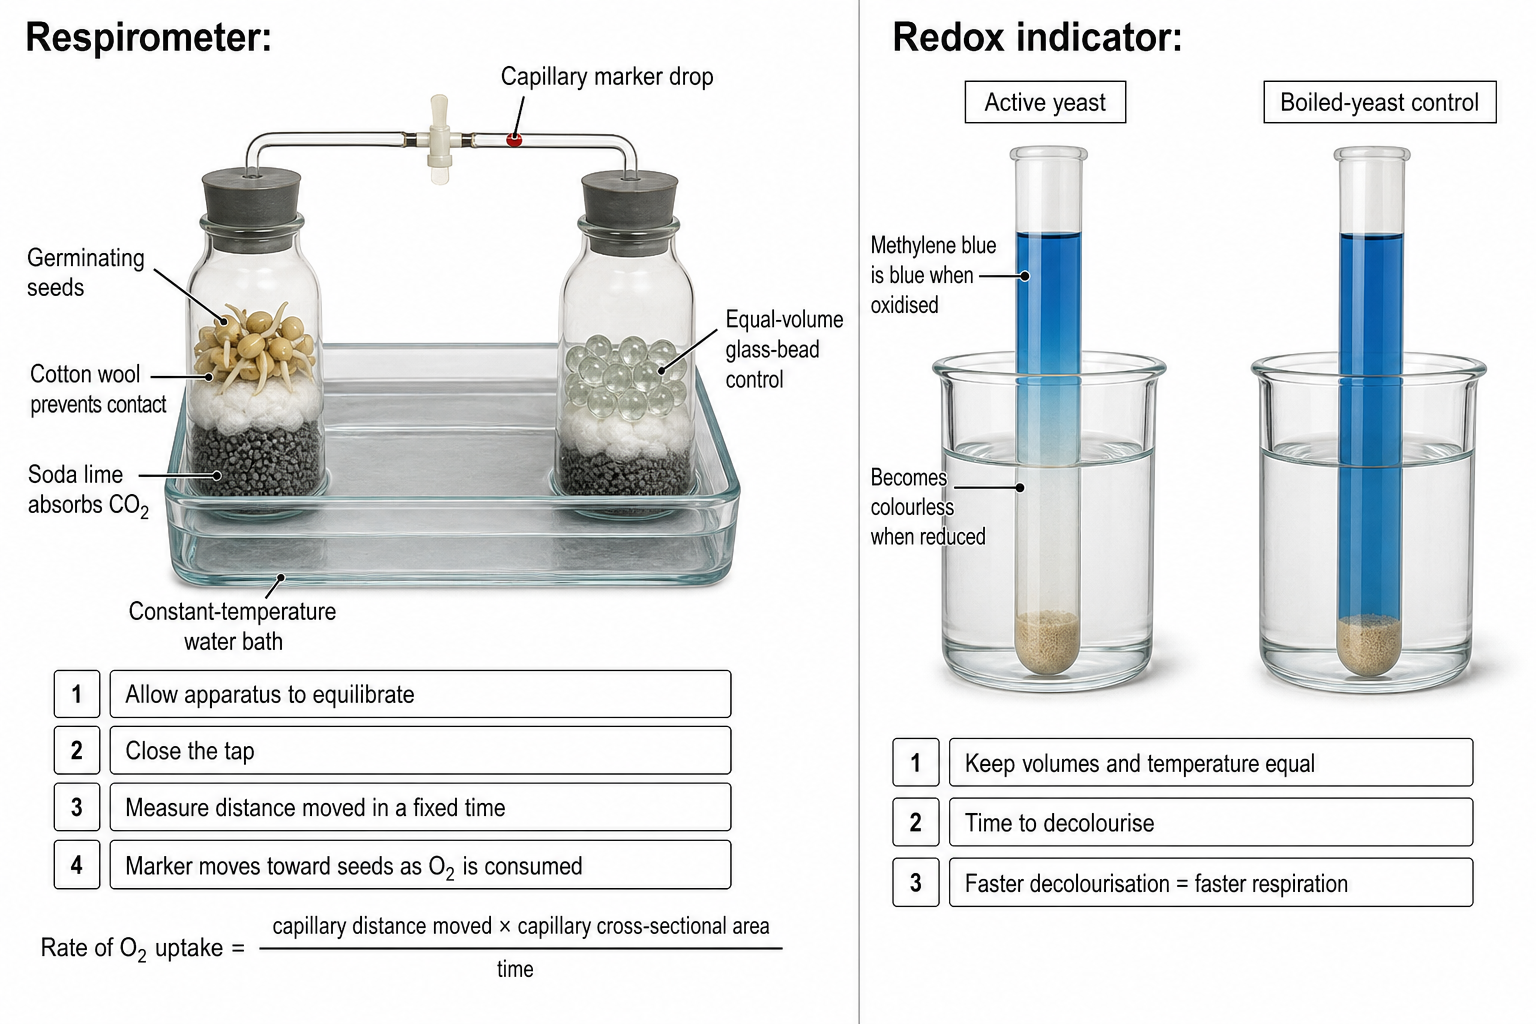 Respirometer:
Capillary marker drop
Germinating
seeds
Cotton wool
prevents contact
Soda lime
absorbs CO₂
Equal-volume
glass-bead
control
Constant-temperature
water bath
1 Allow apparatus to equilibrate
2 Close the tap
3 Measure distance moved in a fixed time
4 Marker moves toward seeds as O₂ is consumed
Rate of O₂ uptake =
capillary distance moved × capillary cross-sectional area
time
Redox indicator:
Active yeast
Boiled-yeast control
Methylene blue
is blue when
oxidised
Becomes
colourless
when reduced
1 Keep volumes and temperature equal
2 Time to decolourise
3 Faster decolourisation = faster respiration